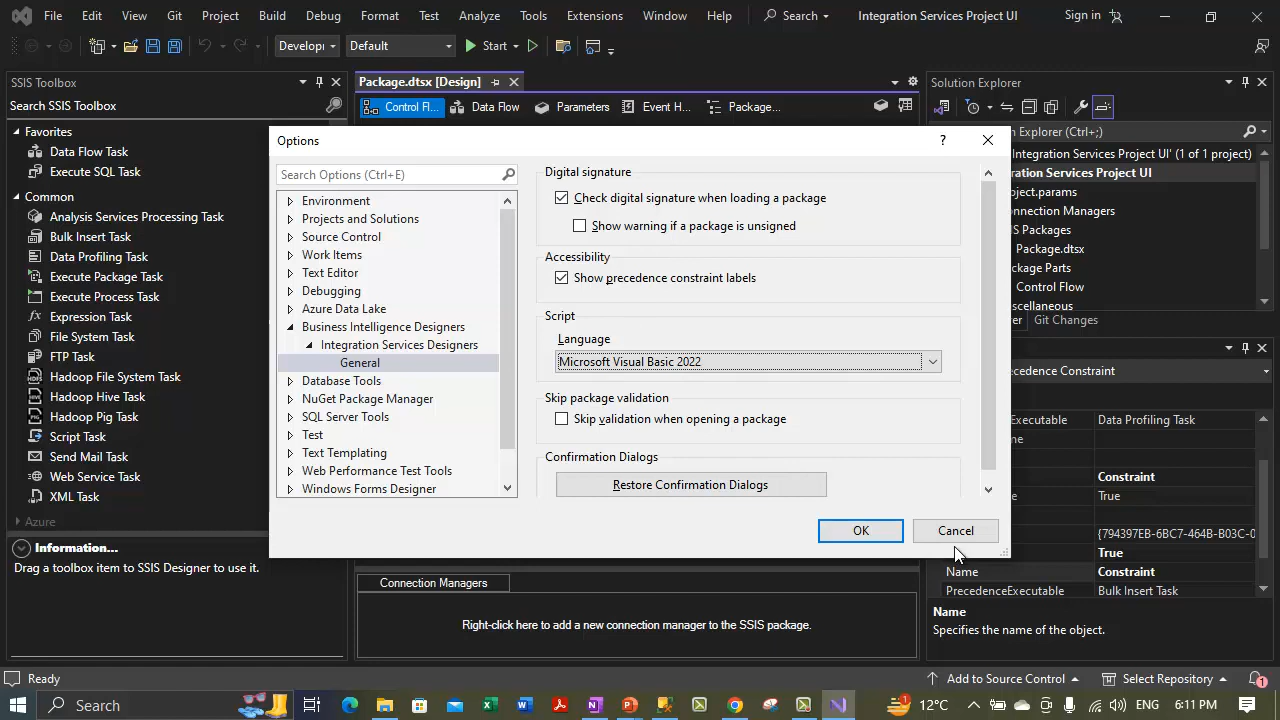 File Edit View Git Project Build Debug Format Test Analyze Tools Extensions Window Help Search Integration Services Project UI Sign in
Develop Default Start
SSIS Toolbox
Search SSIS Toolbox
Favorites
Data Flow Task
Execute SQL Task
Common
Analysis Services Processing Task
Bulk Insert Task
Data Profiling Task
Execute Package Task
Execute Process Task
Expression Task
File System Task
FTP Task
Hadoop File System Task
Hadoop Hive Task
Hadoop Pig Task
Script Task
Send Mail Task
Web Service Task
XML Task
Azure
Information...
Drag a toolbox item to SSIS Designer to use it.
Package.dtsx [Design]
Control Fl... Data Flow Parameters Event H... Package...
Options
Search Options (Ctrl+E)
Environment
Projects and Solutions
Source Control
Work Items
Text Editor
Debugging
Azure Data Lake
Business Intelligence Designers
Integration Services Designers
General
Database Tools
NuGet Package Manager
SQL Server Tools
Test
Text Templating
Web Performance Test Tools
Windows Forms Designer
Digital signature
Check digital signature when loading a package
Show warning if a package is unsigned
Accessibility
Show precedence constraint labels
Script
Language
Microsoft Visual Basic 2022
Skip package validation
Skip validation when opening a package
Confirmation Dialogs
Restore Confirmation Dialogs
OK Cancel
Connection Managers
Right-click here to add a new connection manager to the SSIS package.
Solution Explorer
Explorer (Ctrl+;)
Integration Services Project UI' (1 of 1 project)
ration Services Project UI
oject.params
onnection Managers
IS Packages
Package.dtsx
ackage Parts
Control Flow
iscellaneous
rer Git Changes
edence Constraint
xecutable Data Profiling Task
me
Constraint
e True
{794397EB-6BC7-464B-B03C-0
True
Name Constraint
PrecedenceExecutable Bulk Insert Task
Name
Specifies the name of the object.
Ready Add to Source Control Select Repository 1
Search 12°C ENG 6:11 PM